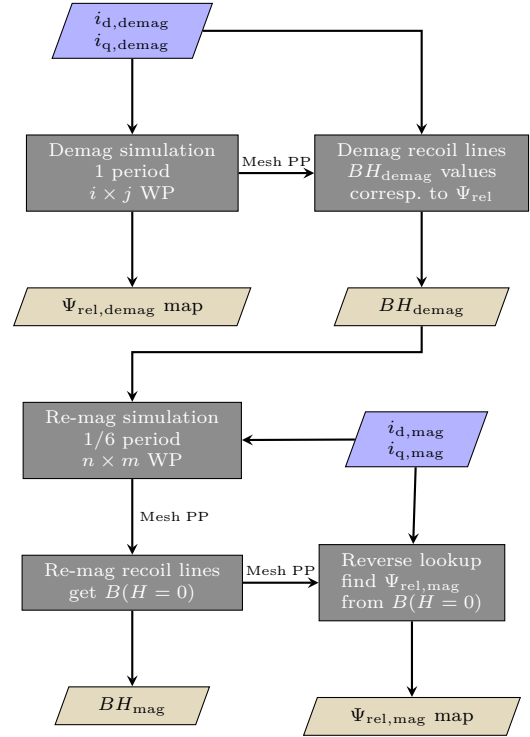 i_d,demag
i_q,demag
Demag simulation
1 period
i × j WP
Mesh PP
Demag recoil lines
BH_demag values
corresp. to Ψ_rel
Ψ_rel,demag map
BH_demag
Re-mag simulation
1/6 period
n × m WP
i_d,mag
i_q,mag
Mesh PP
Re-mag recoil lines
get B(H = 0)
Mesh PP
Reverse lookup
find Ψ_rel,mag
from B(H = 0)
BH_mag
Ψ_rel,mag map